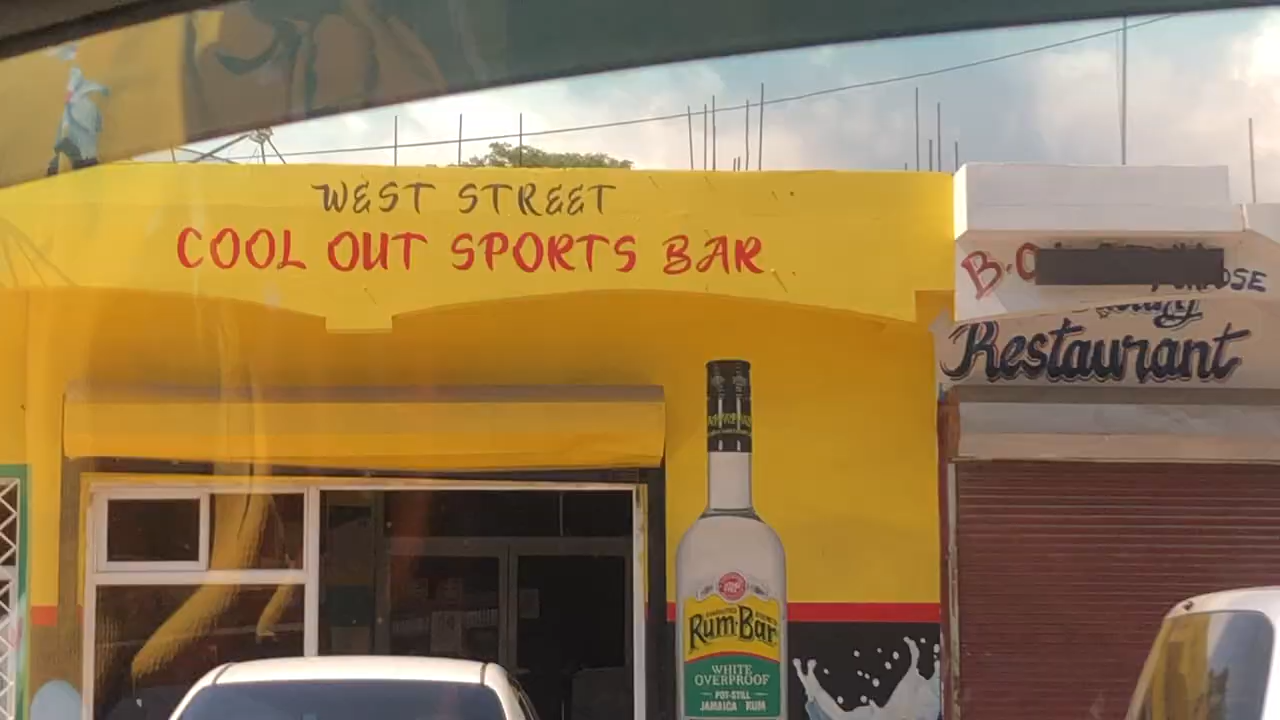 WEST STREET
COOL OUT SPORTS BAR
Restaurant
Rum-Bar
WHITE
OVERPROOF
POT-STILL
JAMAICA RUM